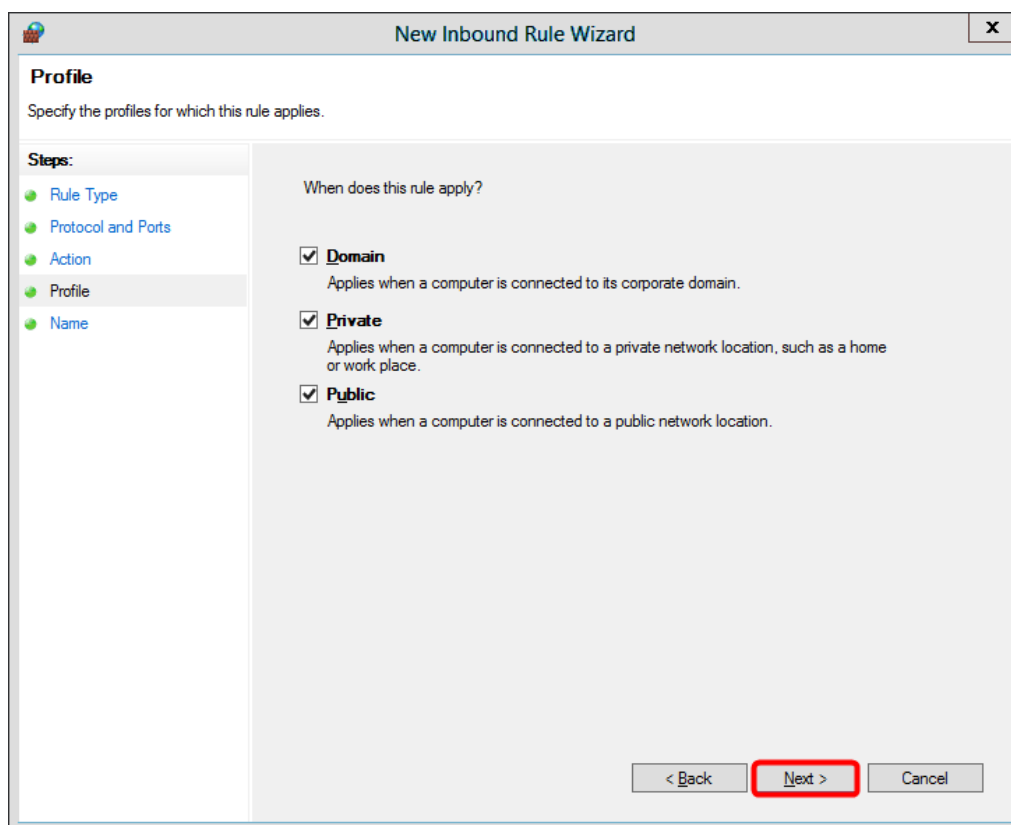 New Inbound Rule Wizard
x
Profile
Specify the profiles for which this rule applies.
Steps:
Rule Type
Protocol and Ports
Action
Profile
Name
When does this rule apply?
Domain
Applies when a computer is connected to its corporate domain.
Private
Applies when a computer is connected to a private network location, such as a home
or work place.
Public
Applies when a computer is connected to a public network location.
< Back
Next >
Cancel